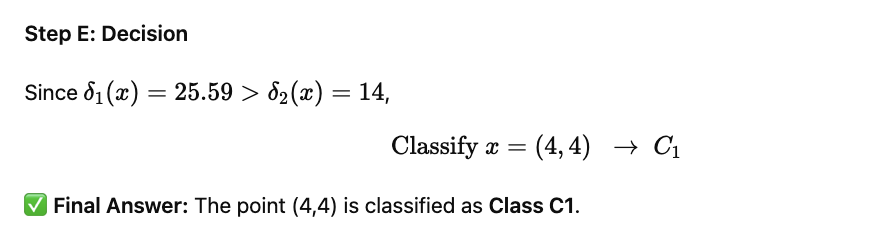 Step E: Decision
Since δ₁(x) = 25.59 > δ₂(x) = 14,
Classify x = (4, 4) → C₁
✅ Final Answer: The point (4,4) is classified as Class C1.